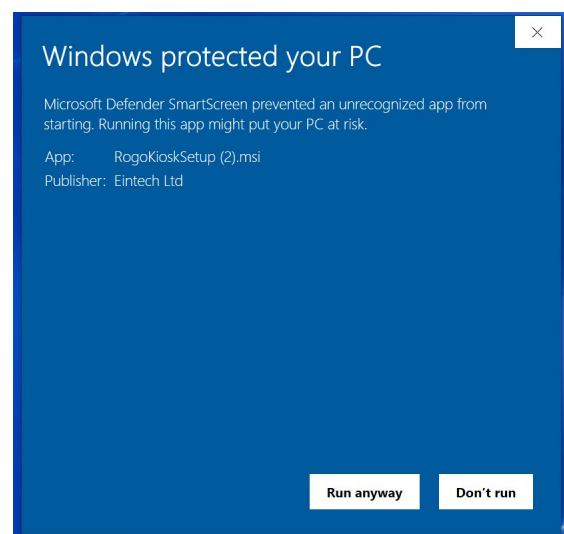 Windows protected your PC
Microsoft Defender SmartScreen prevented an unrecognized app from
starting. Running this app might put your PC at risk.
App: RogoKioskSetup (2).msi
Publisher: Eintech Ltd
Run anyway Don't run